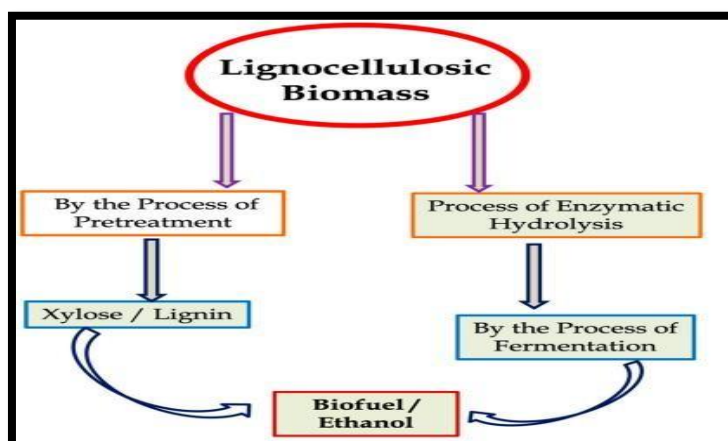 Lignocellulosic
Biomass
By the Process of
Pretreatment
Process of Enzymatic
Hydrolysis
Xylose / Lignin
By the Process of
Fermentation
Biofuel /
Ethanol